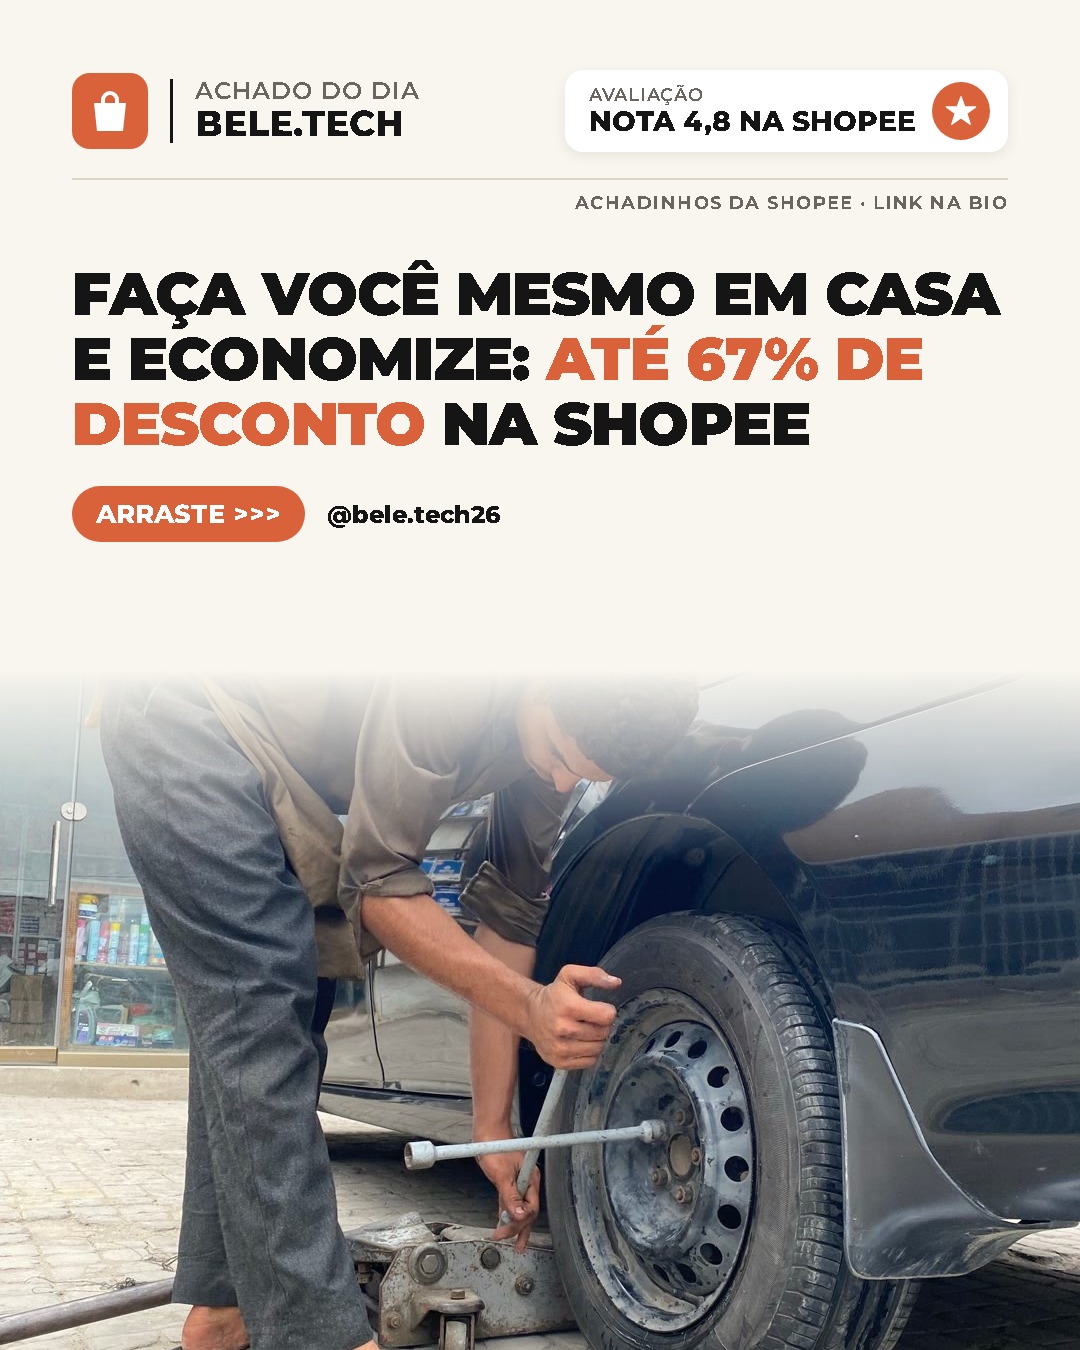 ACHADO DO DIA
BELE.TECH
AVALIAÇÃO
NOTA 4,8 NA SHOPEE
ACHADINHOS DA SHOPEE · LINK NA BIO
FAÇA VOCÊ MESMO EM CASA
E ECONOMIZE: ATÉ 67% DE
DESCONTO NA SHOPEE
ARRASTE >>>
@bele.tech26